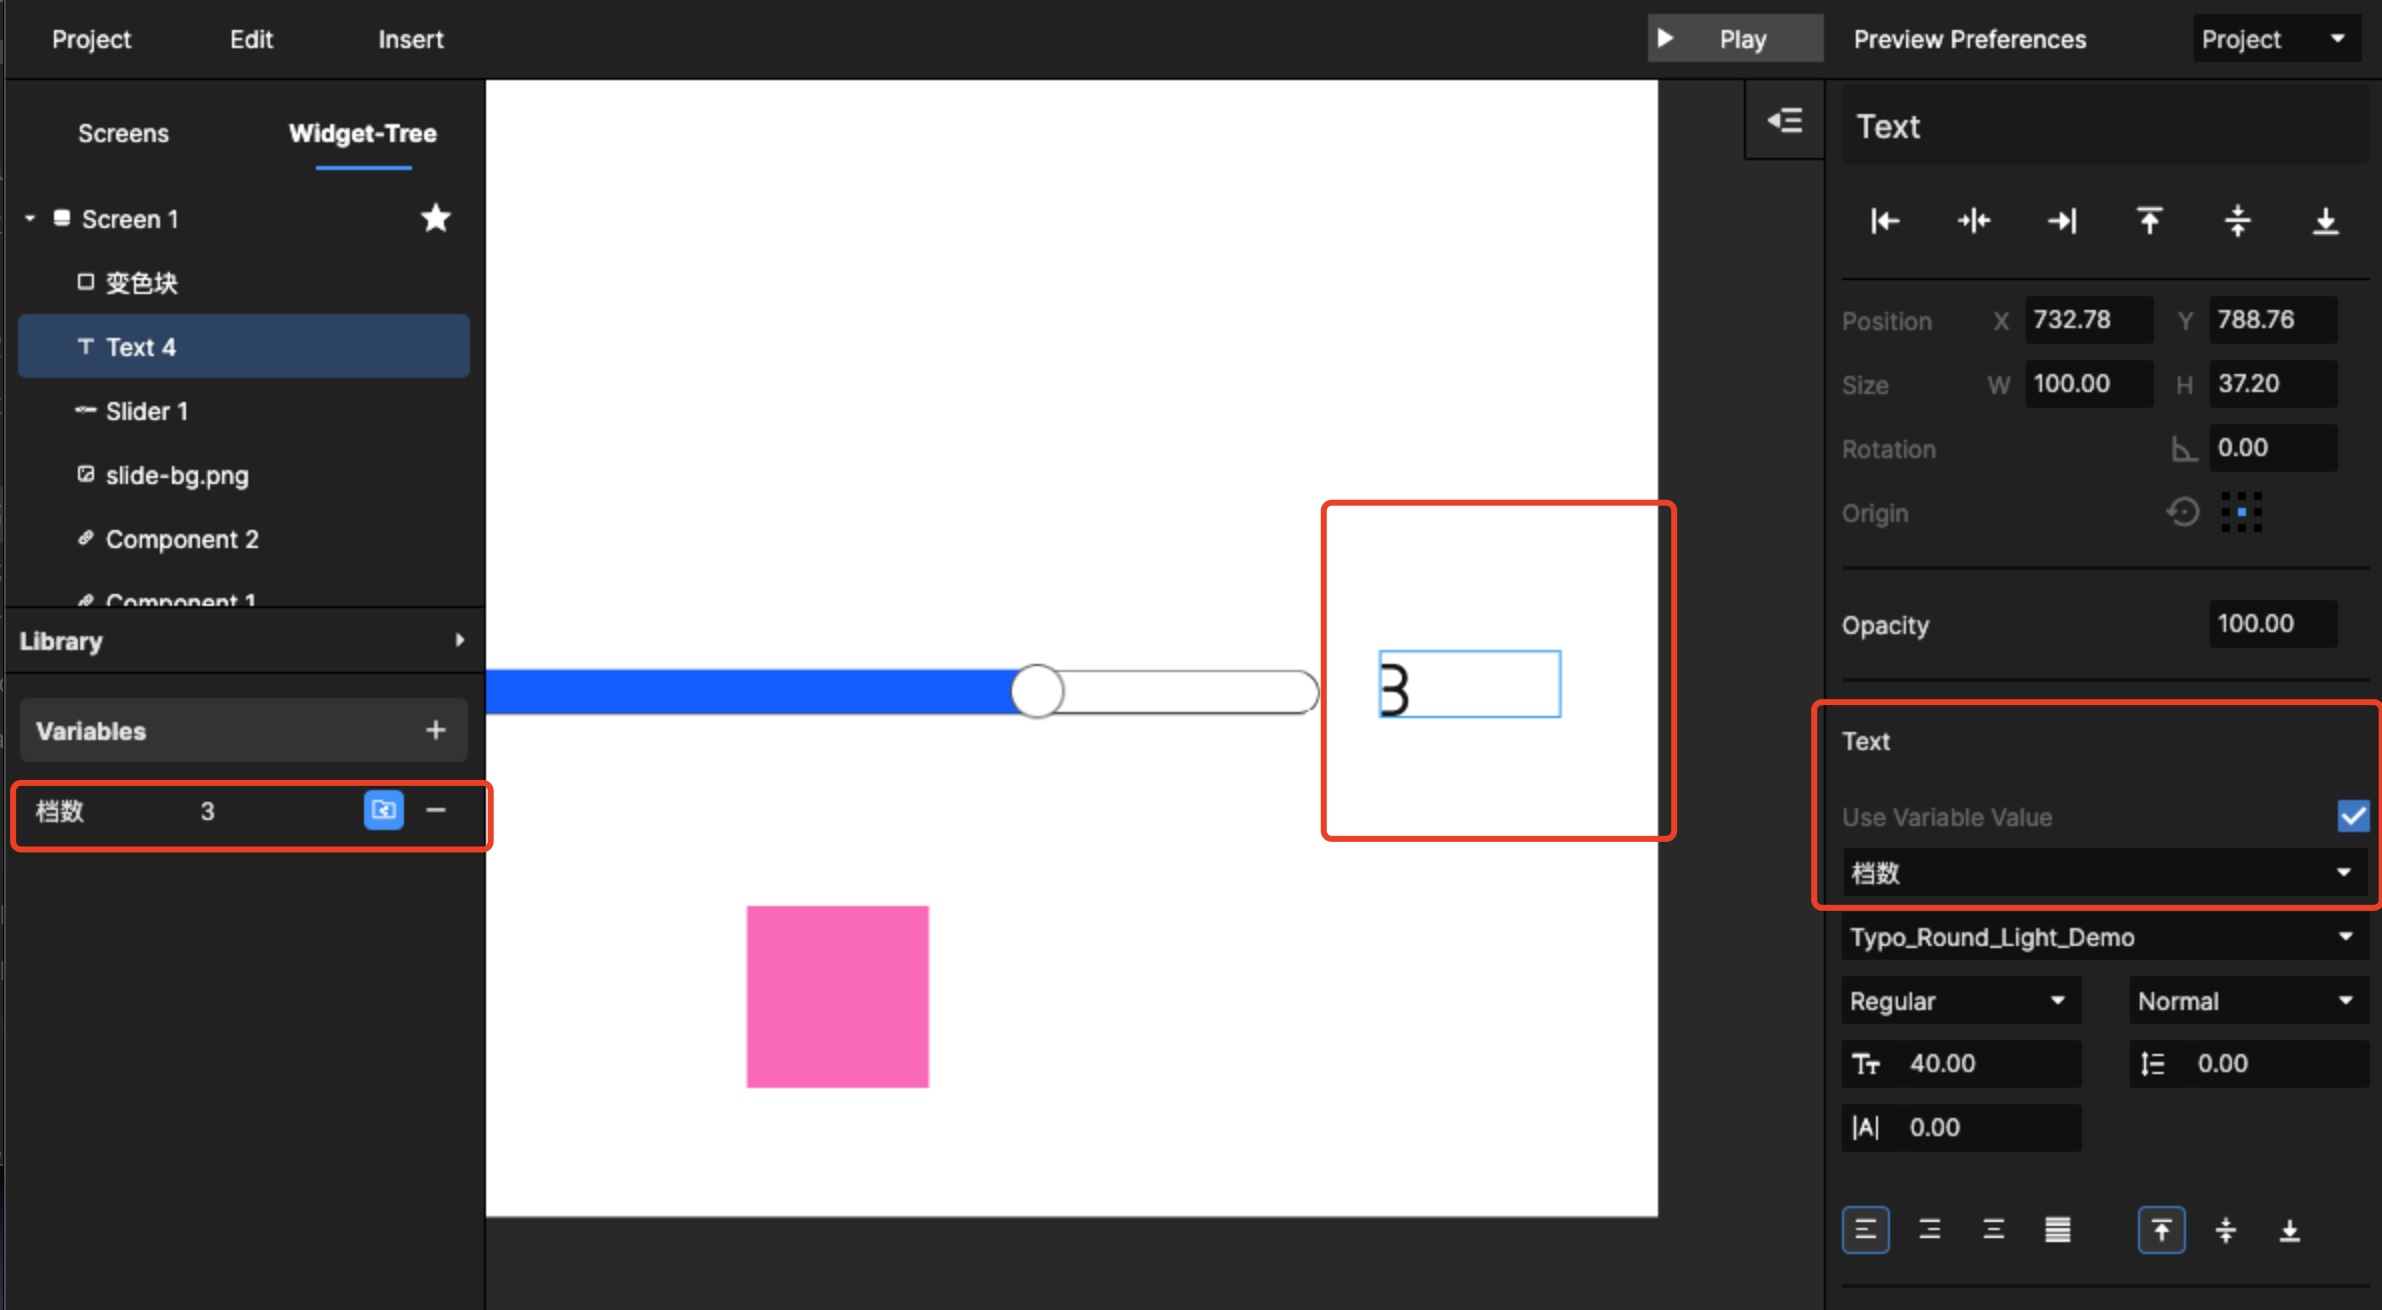 Project Edit Insert Play Preview Preferences Project
Screens Widget-Tree
Screen 1
变色块
Text 4
Slider 1
slide-bg.png
Component 2
Component 1
Library
Variables
档数 3
3
Text
Position X 732.78 Y 788.76
Size W 100.00 H 37.20
Rotation 0.00
Origin
Opacity 100.00
Text
Use Variable Value
档数
Typo_Round_Light_Demo
Regular Normal
40.00 0.00
|A| 0.00